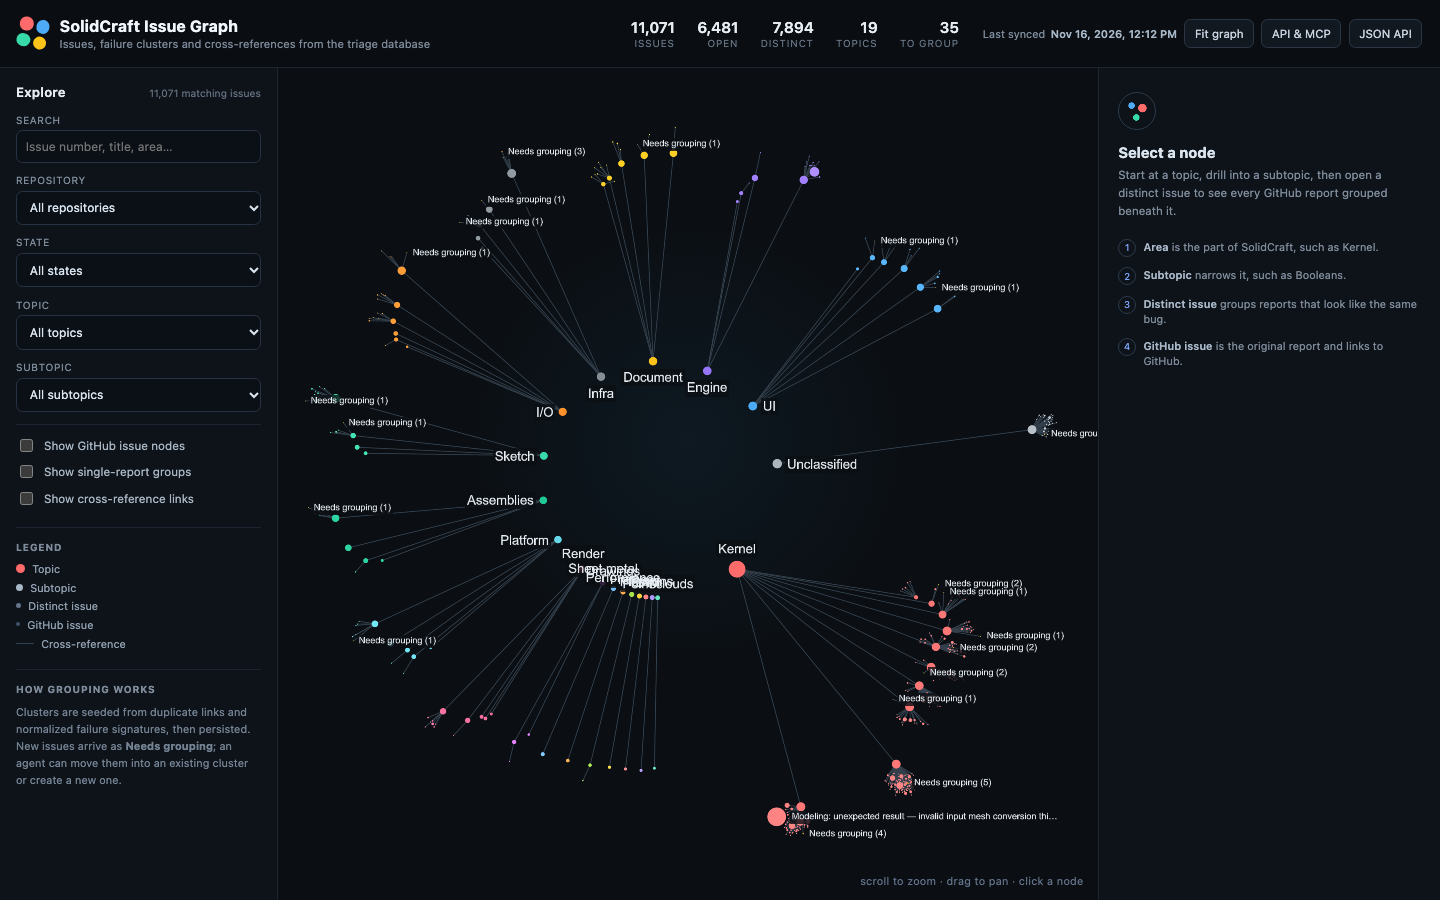 SolidCraft Issue Graph
Issues, failure clusters and cross-references from the triage database
11,071 ISSUES
6,481 OPEN
7,894 DISTINCT
19 TOPICS
35 TO GROUP
Last synced Nov 16, 2026, 12:12 PM
Fit graph
API & MCP
JSON API
Explore
11,071 matching issues
SEARCH
Issue number, title, area...
REPOSITORY
All repositories
STATE
All states
TOPIC
All topics
SUBTOPIC
All subtopics
Show GitHub issue nodes
Show single-report groups
Show cross-reference links
LEGEND
Topic
Subtopic
Distinct issue
GitHub issue
Cross-reference
HOW GROUPING WORKS
Clusters are seeded from duplicate links and
normalized failure signatures, then persisted.
New issues arrive as Needs grouping; an
agent can move them into an existing cluster
or create a new one.
Needs grouping (3)
Needs grouping (1)
Needs grouping (1)
Needs grouping (1)
Needs grouping (1)
Needs grouping (1)
Needs grouping (1)
Infra
Document
Engine
UI
I/O
Needs grouping (1)
Needs grouping (1)
Sketch
Unclassified
Needs grou
Assemblies
Needs grouping (1)
Platform
Render
Sheet metal
Drawings
Performance
Kernel
Needs grouping (1)
Needs grouping (2)
Needs grouping (1)
Needs grouping (1)
Needs grouping (2)
Needs grouping (2)
Needs grouping (1)
Needs grouping (5)
Modeling: unexpected result — invalid input mesh conversion thi...
Needs grouping (4)
scroll to zoom · drag to pan · click a node
Select a node
Start at a topic, drill into a subtopic, then open a
distinct issue to see every GitHub report grouped
beneath it.
1 Area is the part of SolidCraft, such as Kernel.
2 Subtopic narrows it, such as Booleans.
3 Distinct issue groups reports that look like the same
bug.
4 GitHub issue is the original report and links to
GitHub.